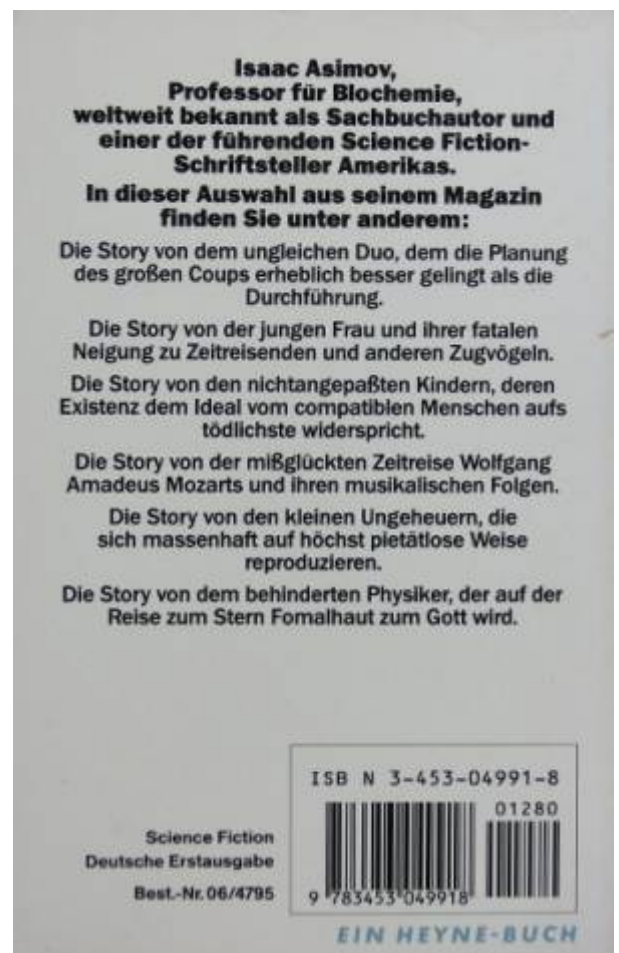 Isaac Asimov,
Professor für Biochemie,
weltweit bekannt als Sachbuchautor und
einer der führenden Science Fiction-
Schriftsteller Amerikas.
In dieser Auswahl aus seinem Magazin
finden Sie unter anderem:
Die Story von dem ungleichen Duo, dem die Planung
des großen Coups erheblich besser gelingt als die
Durchführung.
Die Story von der jungen Frau und ihrer fatalen
Neigung zu Zeitreisenden und anderen Zugvögeln.
Die Story von den nichtangepaßten Kindern, deren
Existenz dem Ideal vom compatiblen Menschen aufs
tödlichste widerspricht.
Die Story von der mißglückten Zeitreise Wolfgang
Amadeus Mozarts und ihren musikalischen Folgen.
Die Story von den kleinen Ungeheuern, die
sich massenhaft auf höchst pietätlose Weise
reproduzieren.
Die Story von dem behinderten Physiker, der auf der
Reise zum Stern Fomalhaut zum Gott wird.
ISB N 3-453-04991-8
01280
Science Fiction
Deutsche Erstausgabe
Best.-Nr. 06/4795
9 783453 049918
EIN HEYNE-BUCH